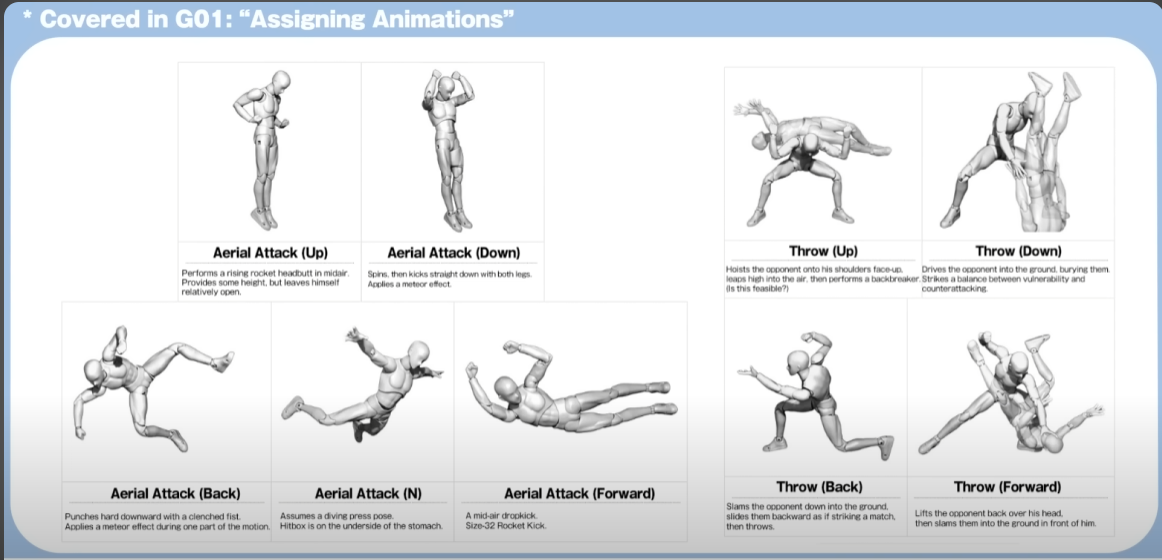 * Covered in G01: “Assigning Animations”
Aerial Attack (Up)
Performs a rising rocket headbutt in midair.
Provides some height, but leaves himself
relatively open.
Aerial Attack (Down)
Spins, then kicks straight down with both legs.
Applies a meteor effect.
Aerial Attack (Back)
Punches hard downward with a clenched fist.
Applies a meteor effect during one part of the motion.
Aerial Attack (N)
Assumes a diving press pose.
Hitbox is on the underside of the stomach.
Aerial Attack (Forward)
A mid-air dropkick.
Size-32 Rocket Kick.
Throw (Up)
Hoists the opponent onto his shoulders face-up,
leaps high into the air, then performs a backbreaker.
(Is this feasible?)
Throw (Down)
Drives the opponent into the ground, burying them.
Strikes a balance between vulnerability and
counterattacking.
Throw (Back)
Slams the opponent down into the ground,
slides them backward as if striking a match,
then throws.
Throw (Forward)
Lifts the opponent back over his head,
then slams them into the ground in front of him.